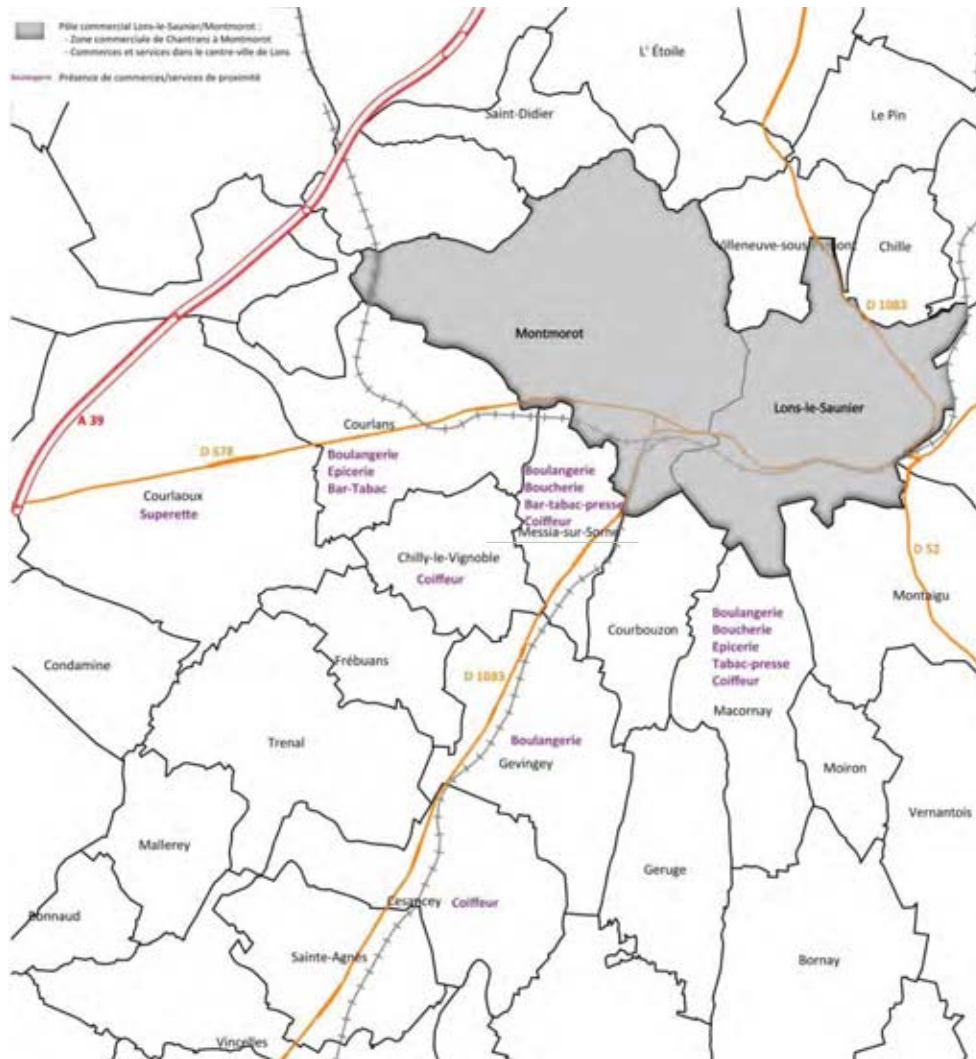 Pôle commercial Lons-le-Saunier/Montmorot :
- Zone commerciale de Chantrans à Montmorot
- Commerces et services dans le centre-ville de Lons
Boulangerie Présence de commerces/services de proximité
L' Étoile
Saint-Didier
Le Pin
Chille
D 1083
Montmorot
Lons-le-Saunier
A 39
Courlans
D 678
Boulangerie
Epicerie
Bar-Tabac
Boulangerie
Boucherie
Bar-tabac-presse
Coiffeur
Messia-sur-Sorne
Courlaoux
Superette
Chilly-le-Vignoble
Coiffeur
D 52
Montaigu
Boulangerie
Boucherie
Epicerie
Tabac-presse
Coiffeur
Macornay
Courbouzon
Condamine
Frébuans
D 1083
Trenal
Boulangerie
Gevingey
Moiron
Vernantois
Mallerey
Geruge
Bonnaud
Cesancey
Coiffeur
Sainte-Agnès
Bornay
Vincelles